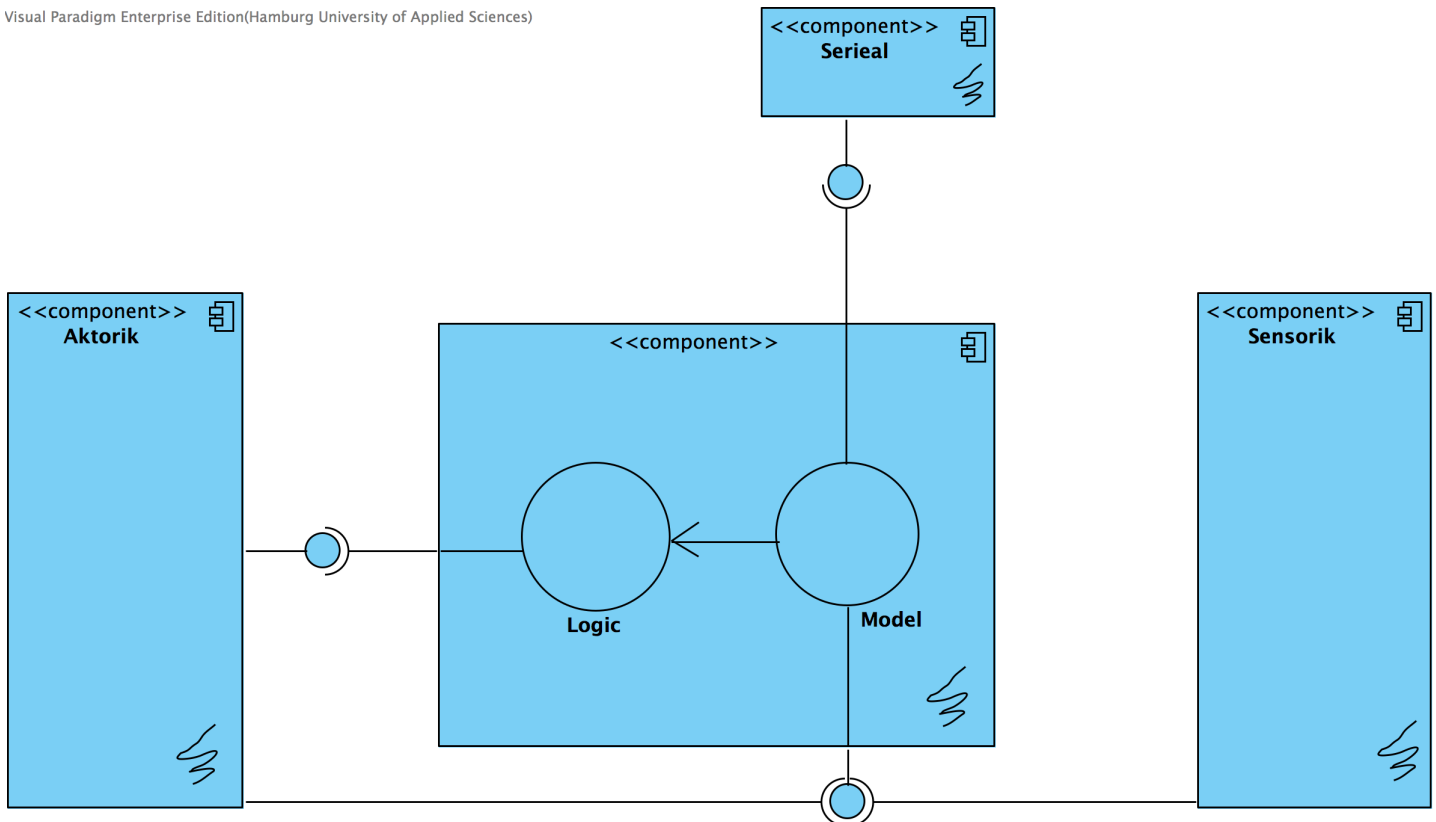 Visual Paradigm Enterprise Edition(Hamburg University of Applied Sciences)
<<component>>
Serieal
<<component>>
Aktorik
<<component>>
<<component>>
Sensorik
Logic
Model